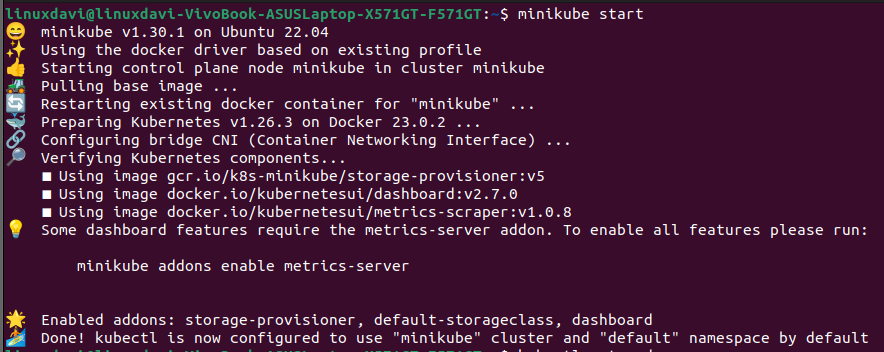 linuxdavi@linuxdavi-VivoBook-ASUSLaptop-X571GT-F571GT:~$ minikube start
😄 minikube v1.30.1 on Ubuntu 22.04
✨ Using the docker driver based on existing profile
👍 Starting control plane node minikube in cluster minikube
🚜 Pulling base image ...
🔄 Restarting existing docker container for "minikube" ...
🐳 Preparing Kubernetes v1.26.3 on Docker 23.0.2 ...
🔗 Configuring bridge CNI (Container Networking Interface) ...
🔎 Verifying Kubernetes components...
▪ Using image gcr.io/k8s-minikube/storage-provisioner:v5
▪ Using image docker.io/kubernetesui/dashboard:v2.7.0
▪ Using image docker.io/kubernetesui/metrics-scraper:v1.0.8
💡 Some dashboard features require the metrics-server addon. To enable all features please run:
minikube addons enable metrics-server
🌟 Enabled addons: storage-provisioner, default-storageclass, dashboard
🏄 Done! kubectl is now configured to use "minikube" cluster and "default" namespace by default